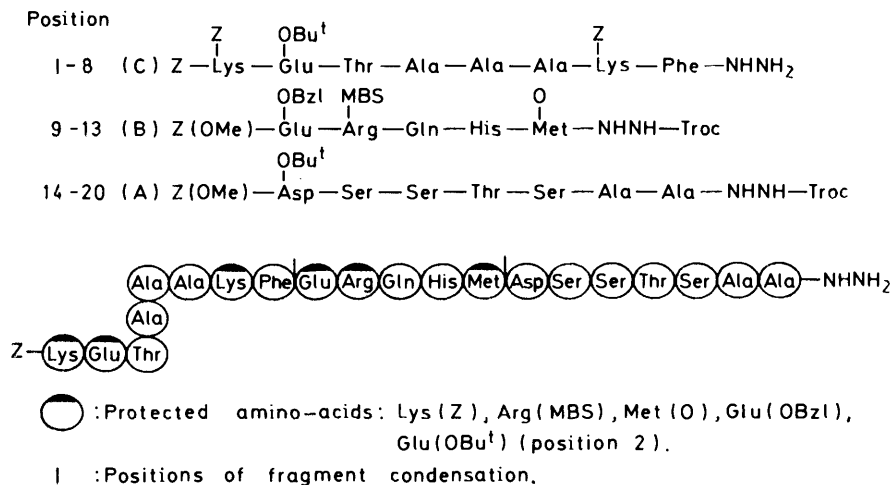 Position
Z OBuᵗ Z
1-8 (C) Z-Lys-Glu-Thr-Ala-Ala-Ala-Lys-Phe-NHNH₂
OBzl MBS O
9-13 (B) Z(OMe)-Glu-Arg-Gln-His-Met-NHNH-Troc
OBuᵗ
14-20 (A) Z(OMe)-Asp-Ser-Ser-Thr-Ser-Ala-Ala-NHNH-Troc
Ala Ala Lys Phe Glu Arg Gln His Met Asp Ser Ser Thr Ser Ala Ala -NHNH₂
Ala
Z- Lys Glu Thr
:Protected amino-acids: Lys(Z), Arg(MBS), Met(O), Glu(OBzl),
Glu(OBuᵗ) (position 2).
| :Positions of fragment condensation.